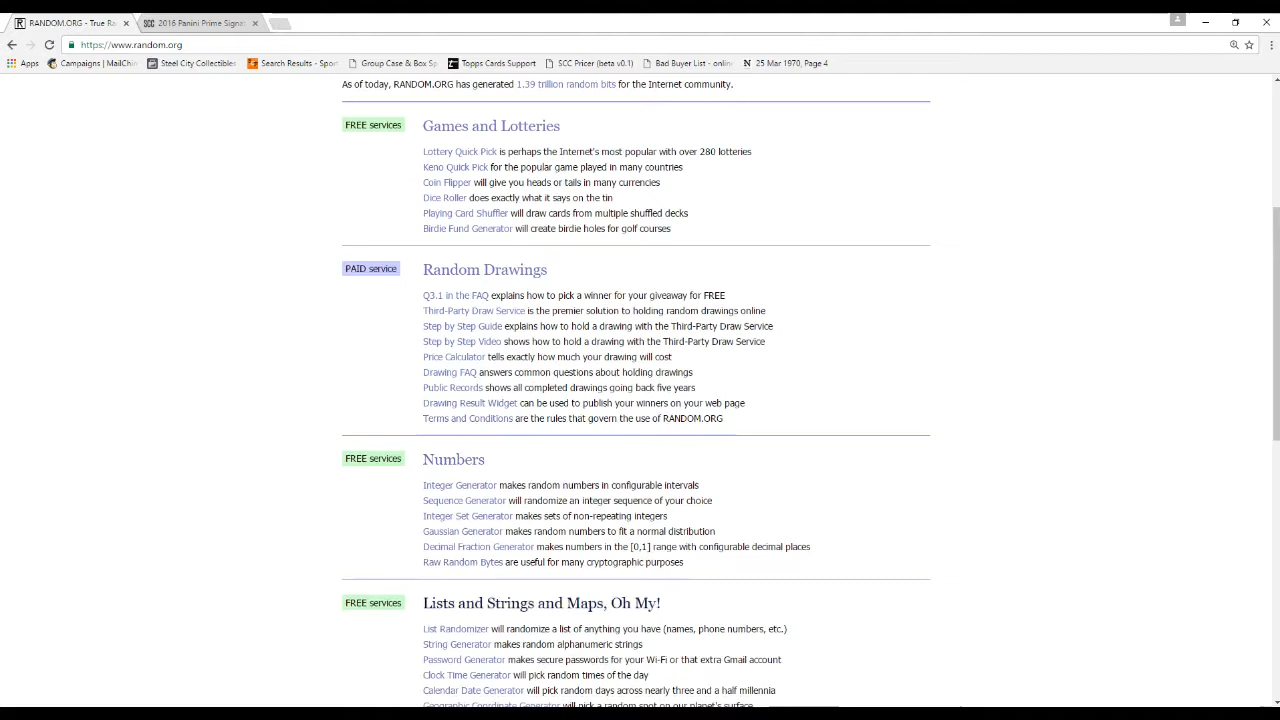 RANDOM.ORG - True Ra
SCC 2016 Panini Prime Signat
https://www.random.org
Apps Campaigns | MailChim Steel City Collectibles Search Results - Spor Group Case & Box Sp Topps Cards Support SCC Pricer (beta v0.1) Bad Buyer List - online 25 Mar 1970, Page 4
As of today, RANDOM.ORG has generated 1.39 trillion random bits for the Internet community.
FREE services Games and Lotteries
Lottery Quick Pick is perhaps the Internet's most popular with over 280 lotteries
Keno Quick Pick for the popular game played in many countries
Coin Flipper will give you heads or tails in many currencies
Dice Roller does exactly what it says on the tin
Playing Card Shuffler will draw cards from multiple shuffled decks
Birdie Fund Generator will create birdie holes for golf courses
PAID service Random Drawings
Q3.1 in the FAQ explains how to pick a winner for your giveaway for FREE
Third-Party Draw Service is the premier solution to holding random drawings online
Step by Step Guide explains how to hold a drawing with the Third-Party Draw Service
Step by Step Video shows how to hold a drawing with the Third-Party Draw Service
Price Calculator tells exactly how much your drawing will cost
Drawing FAQ answers common questions about holding drawings
Public Records shows all completed drawings going back five years
Drawing Result Widget can be used to publish your winners on your web page
Terms and Conditions are the rules that govern the use of RANDOM.ORG
FREE services Numbers
Integer Generator makes random numbers in configurable intervals
Sequence Generator will randomize an integer sequence of your choice
Integer Set Generator makes sets of non-repeating integers
Gaussian Generator makes random numbers to fit a normal distribution
Decimal Fraction Generator makes numbers in the [0,1] range with configurable decimal places
Raw Random Bytes are useful for many cryptographic purposes
FREE services Lists and Strings and Maps, Oh My!
List Randomizer will randomize a list of anything you have (names, phone numbers, etc.)
String Generator makes random alphanumeric strings
Password Generator makes secure passwords for your Wi-Fi or that extra Gmail account
Clock Time Generator will pick random times of the day
Calendar Date Generator will pick random days across nearly three and a half millennia
Geographic Coordinate Generator will pick a random spot on our planet's surface